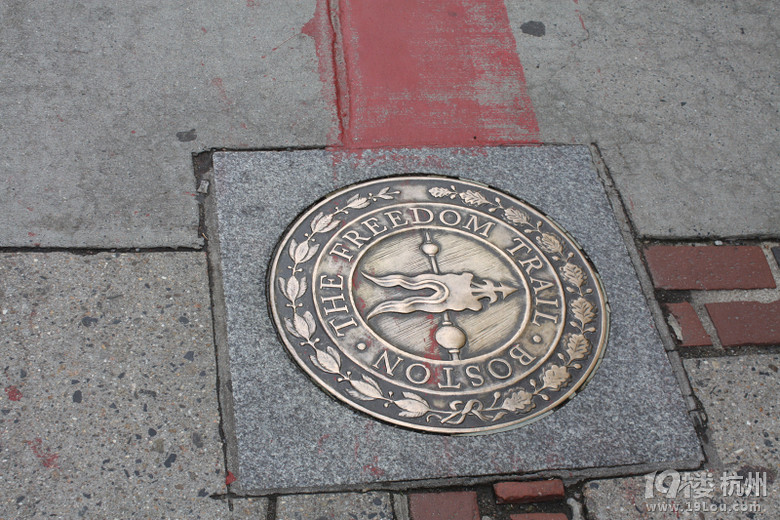 THE FREEDOM TRAIL · BOSTON ·
19楼 杭州
www.19lou.com